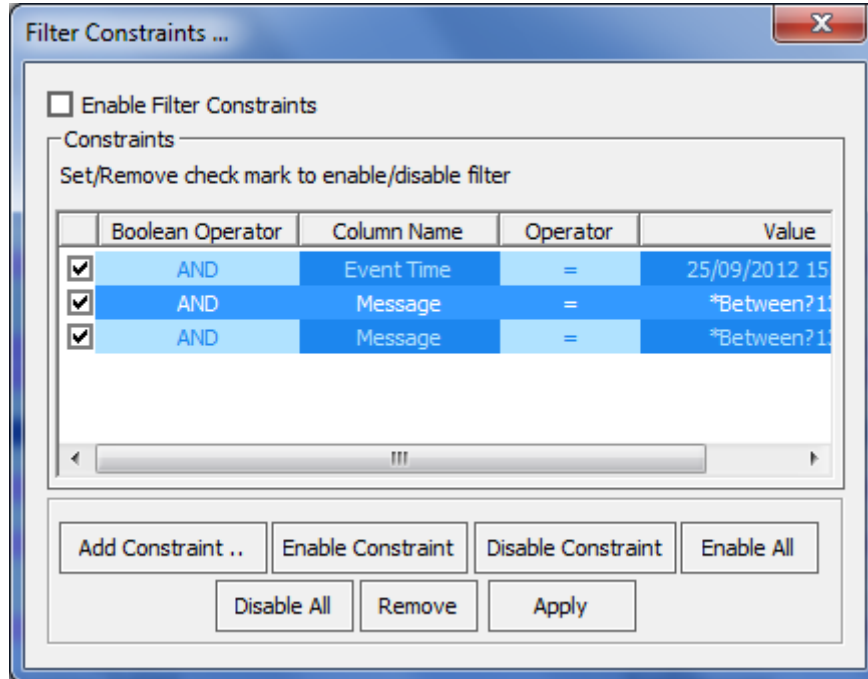 Filter Constraints ...
Enable Filter Constraints
Constraints
Set/Remove check mark to enable/disable filter
Boolean Operator Column Name Operator Value
AND Event Time = 25/09/2012 15
AND Message = *Between?1
AND Message = *Between?1
Add Constraint .. Enable Constraint Disable Constraint Enable All
Disable All Remove Apply